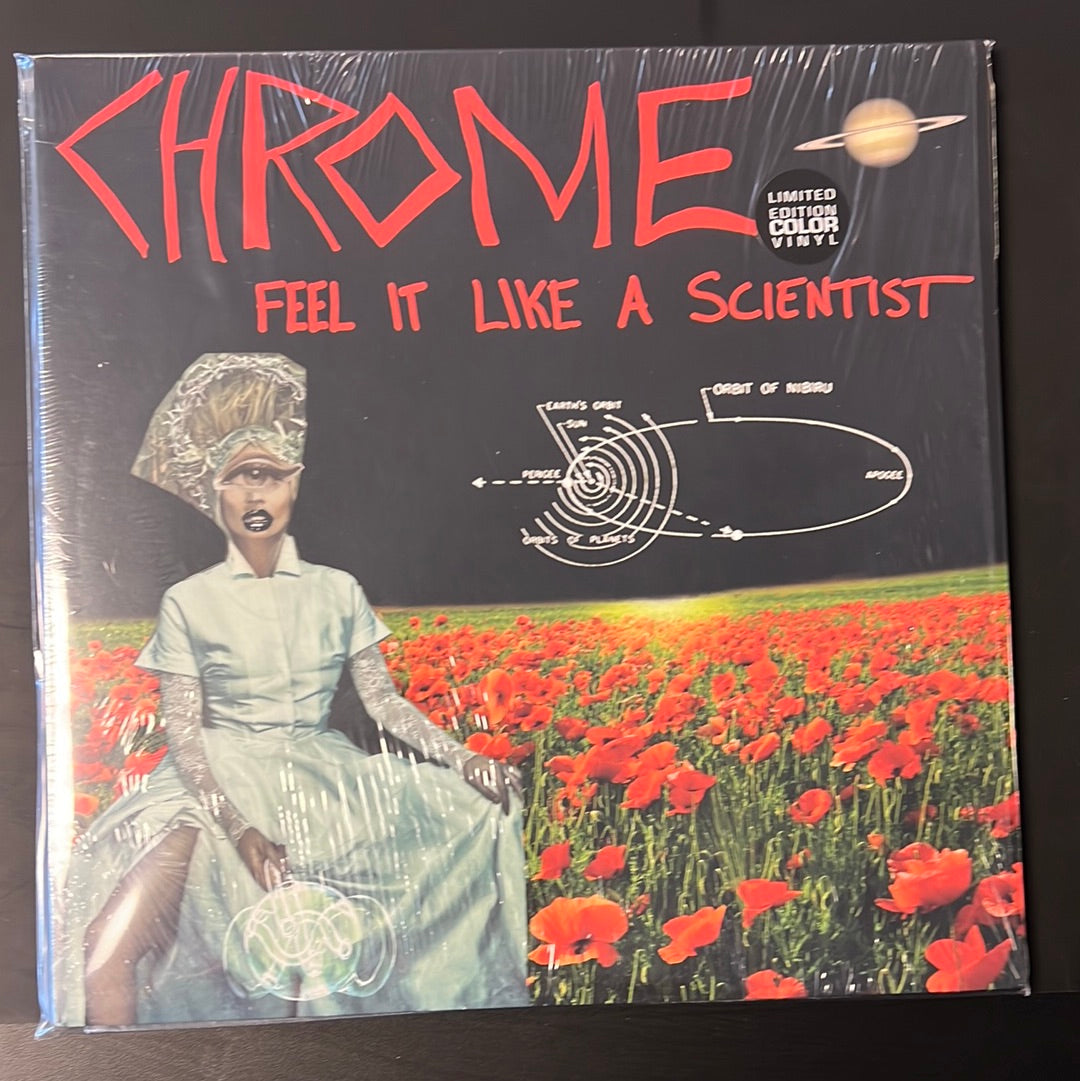 CHROME
LIMITED
EDITION
COLOR
VINYL
FEEL IT LIKE A SCIENTIST
ORBIT OF NIBIRU
EARTH'S ORBIT
SUN
PERIGEE
APOGEE
ORBITS OF PLANETS